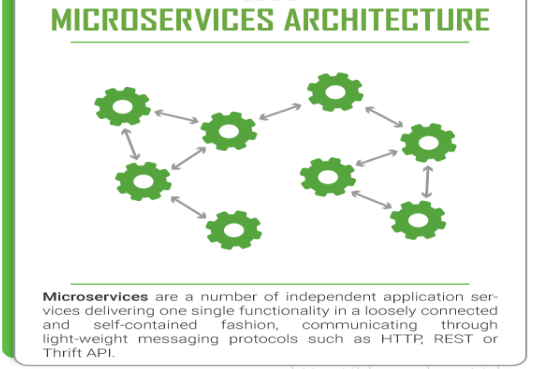 MICROSERVICES ARCHITECTURE
Microservices are a number of independent application ser-
vices delivering one single functionality in a loosely connected
and self-contained fashion, communicating through
light-weight messaging protocols such as HTTP, REST or
Thrift API.